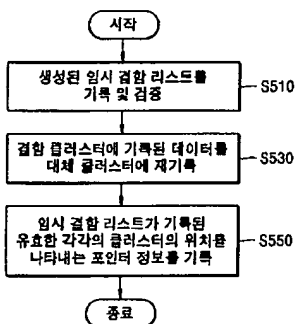 시작
생성된 임시 결함 리스트를
기록 및 검증
S510
결함 클러스터에 기록된 데이터를
대체 클러스터에 재기록
S530
임시 결함 리스트가 기록된
유효한 각각의 클러스터의 위치를
나타내는 포인터 정보를 기록
S550
종료